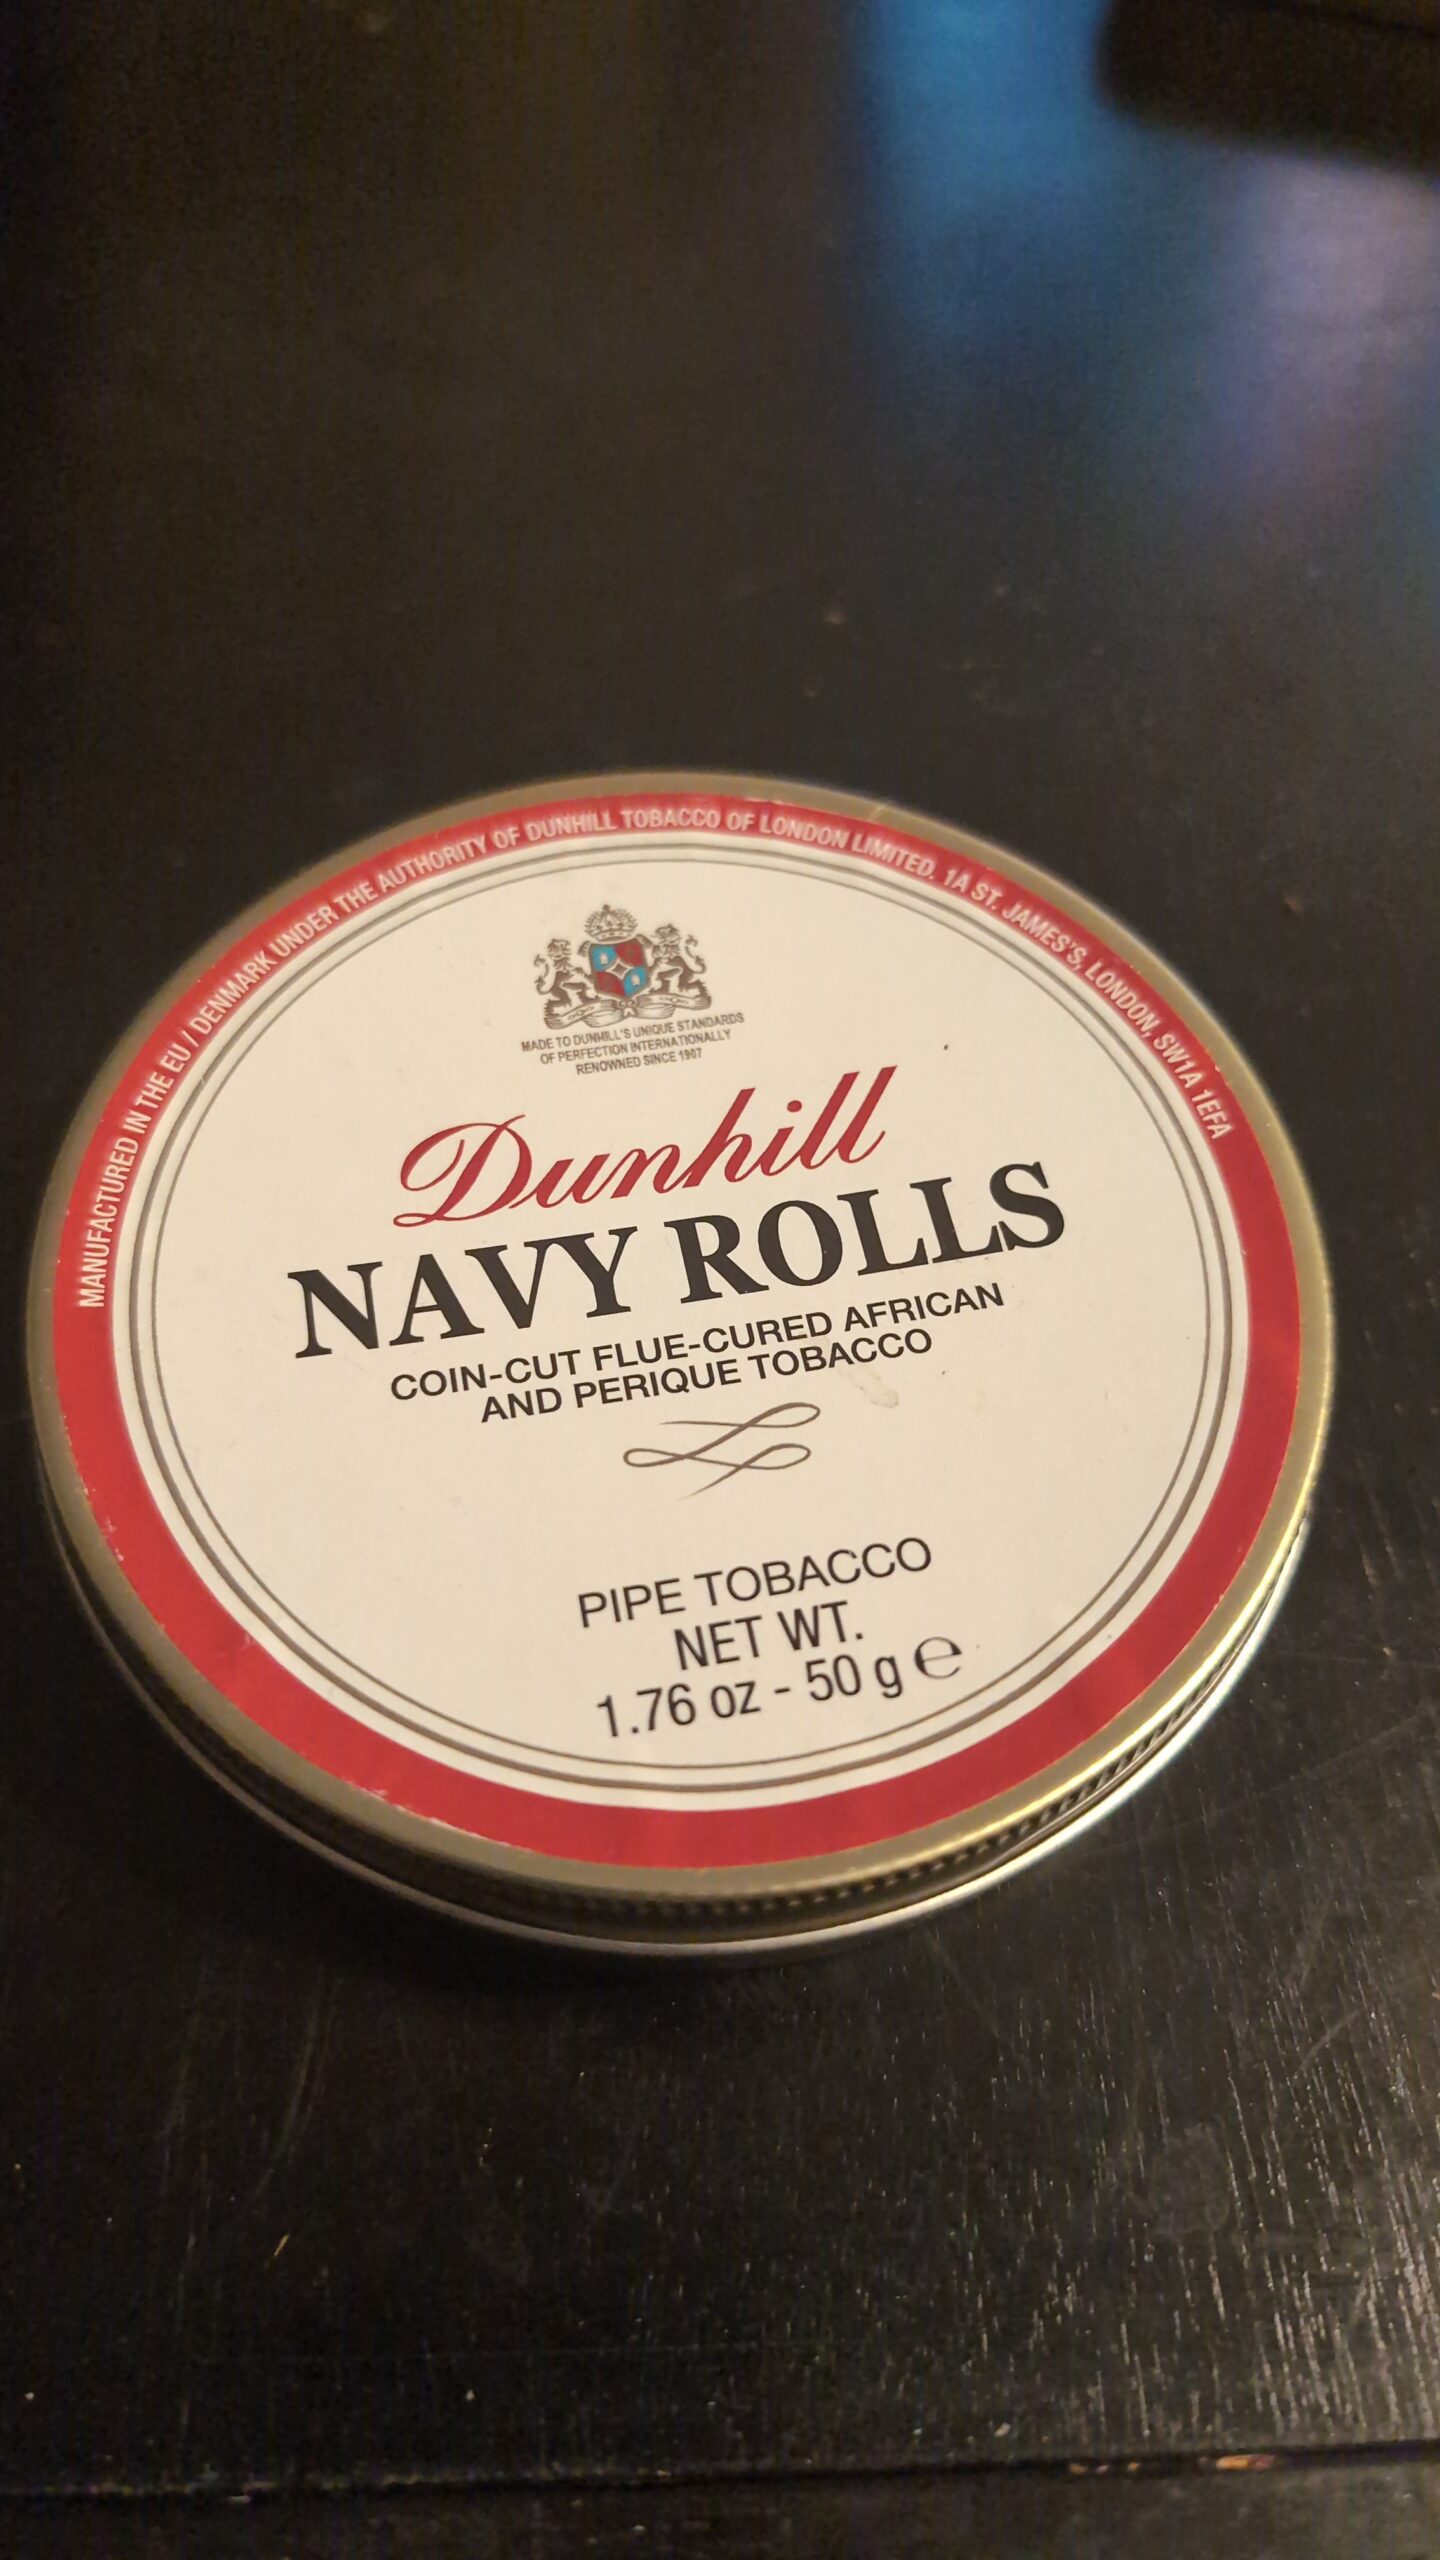 MANUFACTURED IN THE EU / DENMARK UNDER THE AUTHORITY OF DUNHILL TOBACCO OF LONDON LIMITED. 1A ST. JAMES'S, LONDON, SW1A 1EFA
MADE TO DUNHILL'S UNIQUE STANDARDS
OF PERFECTION INTERNATIONALLY
RENOWNED SINCE 1907
Dunhill
NAVY ROLLS
COIN-CUT FLUE-CURED AFRICAN
AND PERIQUE TOBACCO
PIPE TOBACCO
NET WT.
1.76 oz - 50 g ℮